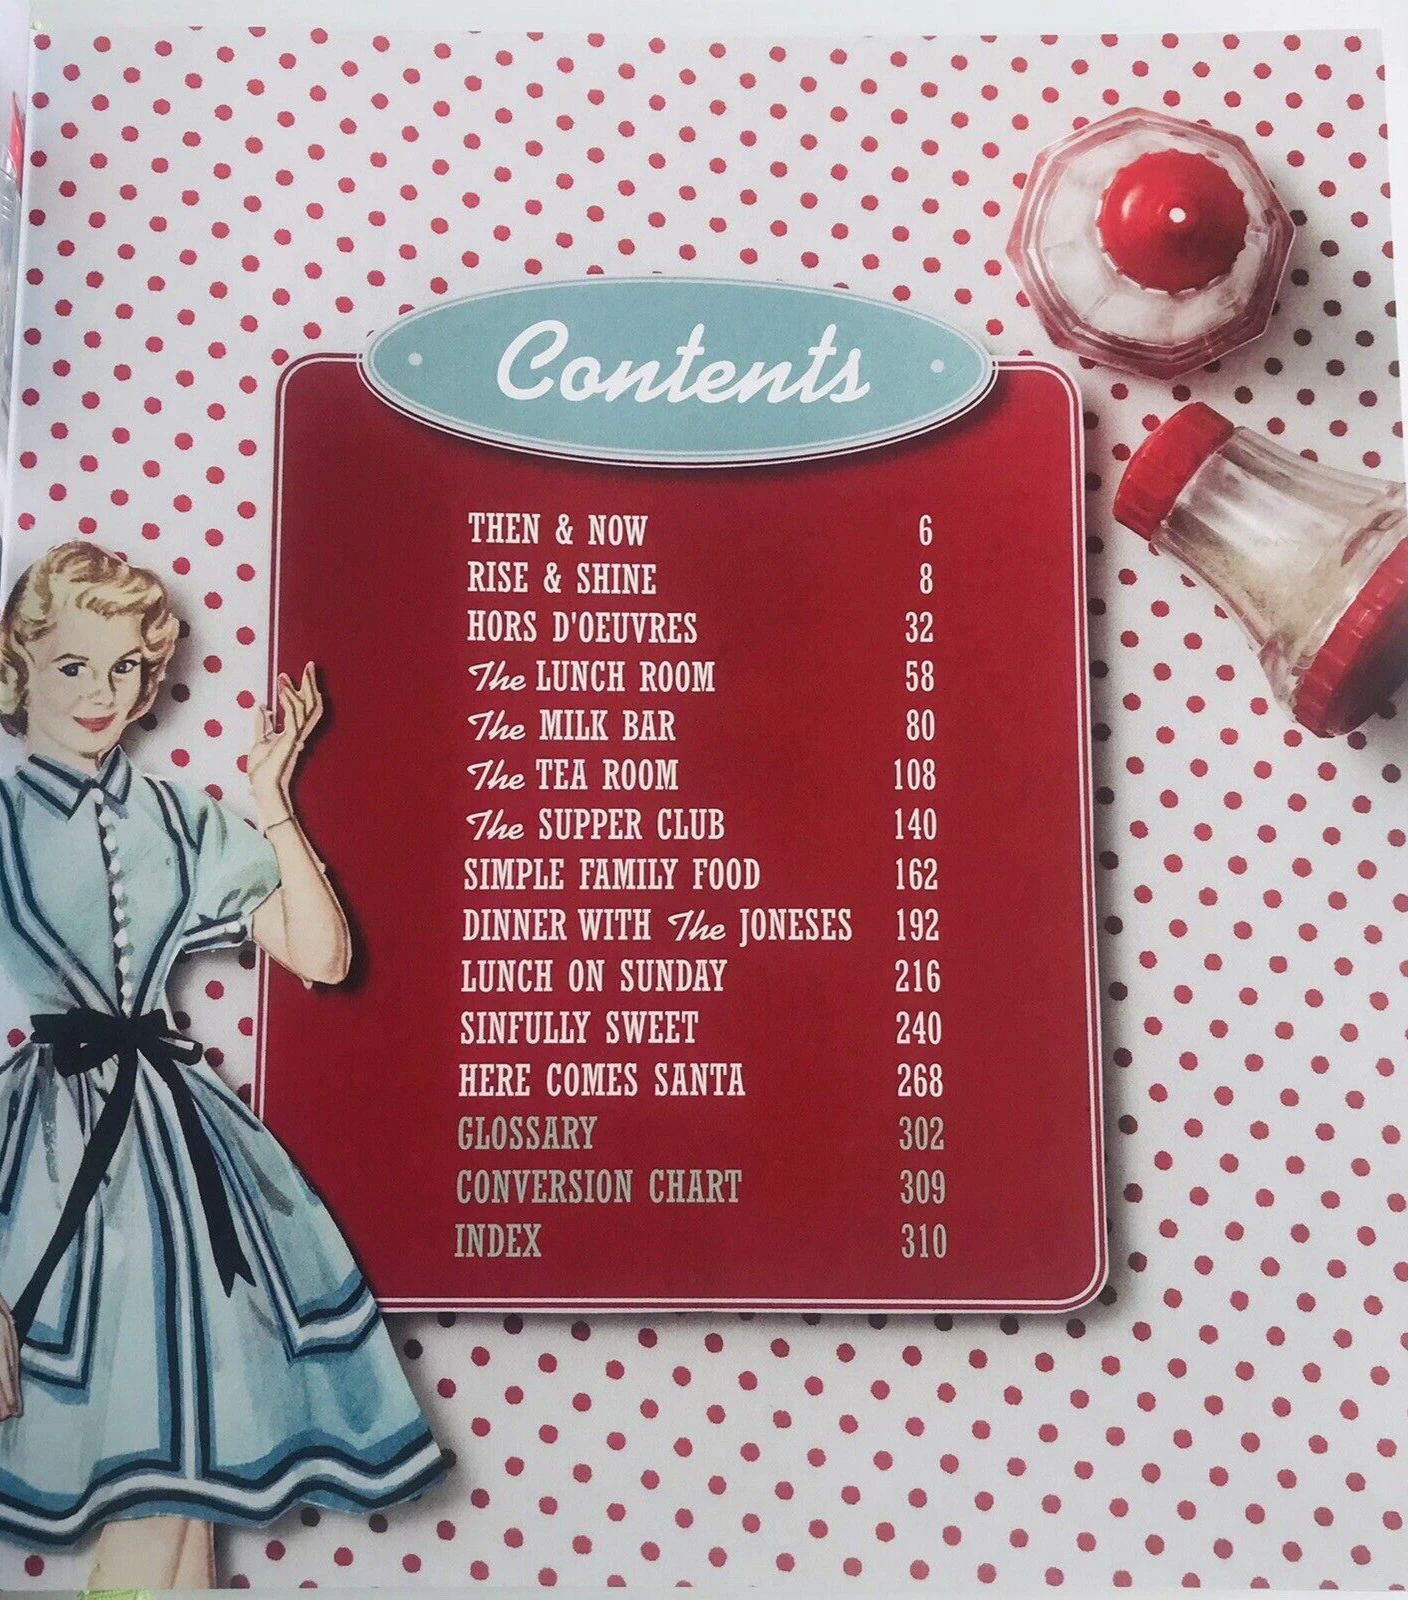 Contents
THEN & NOW 6
RISE & SHINE 8
HORS D'OEUVRES 32
The LUNCH ROOM 58
The MILK BAR 80
The TEA ROOM 108
The SUPPER CLUB 140
SIMPLE FAMILY FOOD 162
DINNER WITH The JONESES 192
LUNCH ON SUNDAY 216
SINFULLY SWEET 240
HERE COMES SANTA 268
GLOSSARY 302
CONVERSION CHART 309
INDEX 310